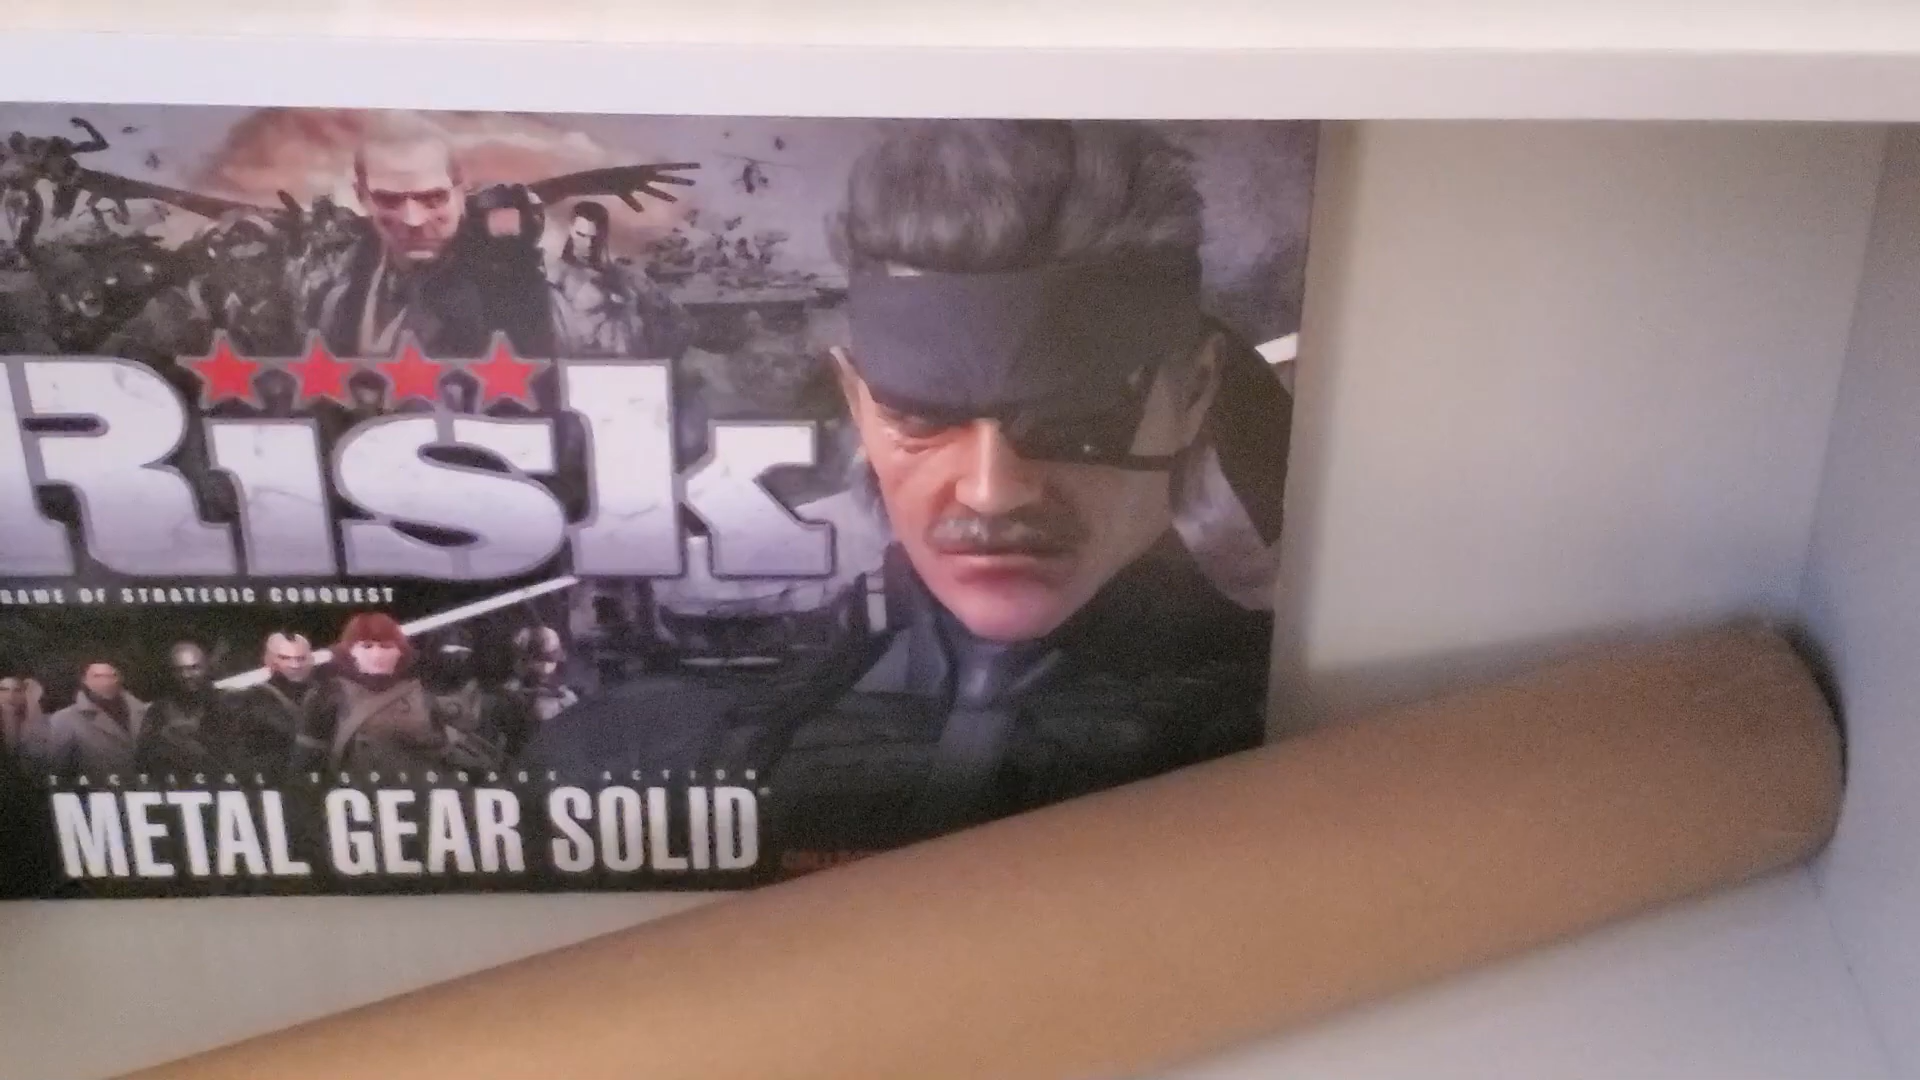 Risk
GAME OF STRATEGIC CONQUEST
TACTICAL ESPIONAGE ACTION
METAL GEAR SOLID